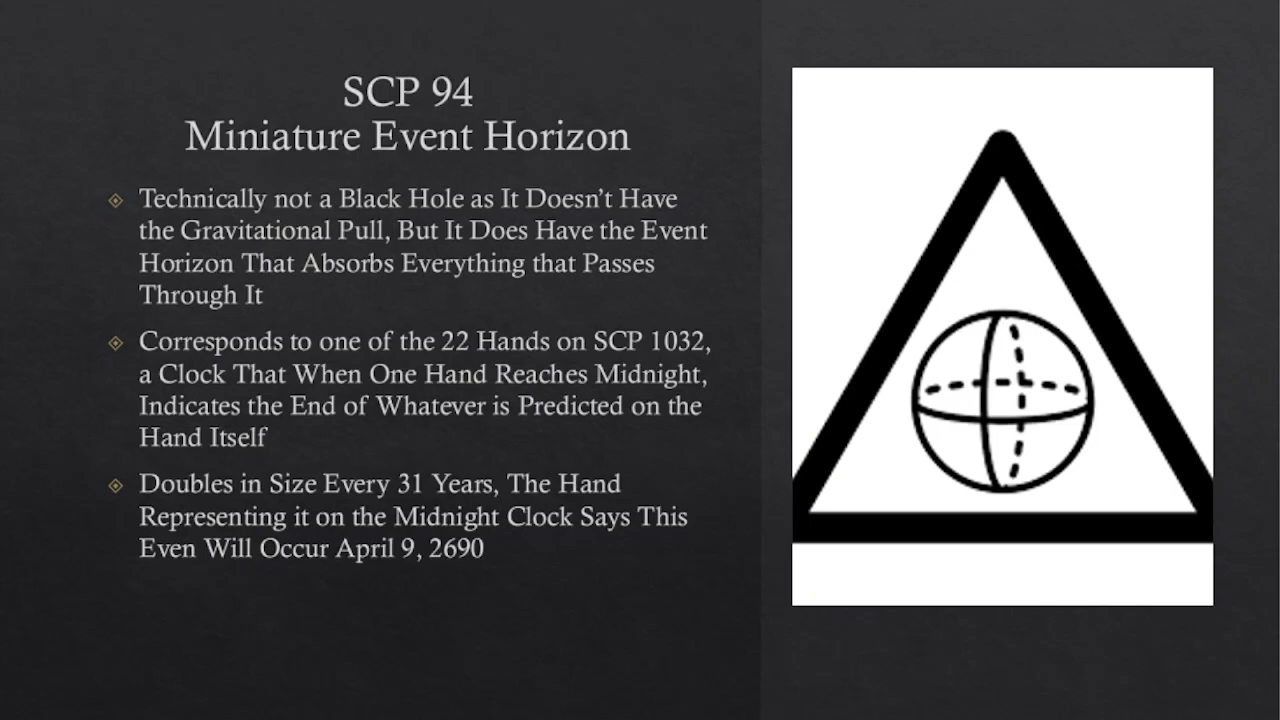 SCP 94
Miniature Event Horizon
Technically not a Black Hole as It Doesn't Have
the Gravitational Pull, But It Does Have the Event
Horizon That Absorbs Everything that Passes
Through It
Corresponds to one of the 22 Hands on SCP 1032,
a Clock That When One Hand Reaches Midnight,
Indicates the End of Whatever is Predicted on the
Hand Itself
Doubles in Size Every 31 Years, The Hand
Representing it on the Midnight Clock Says This
Even Will Occur April 9, 2690